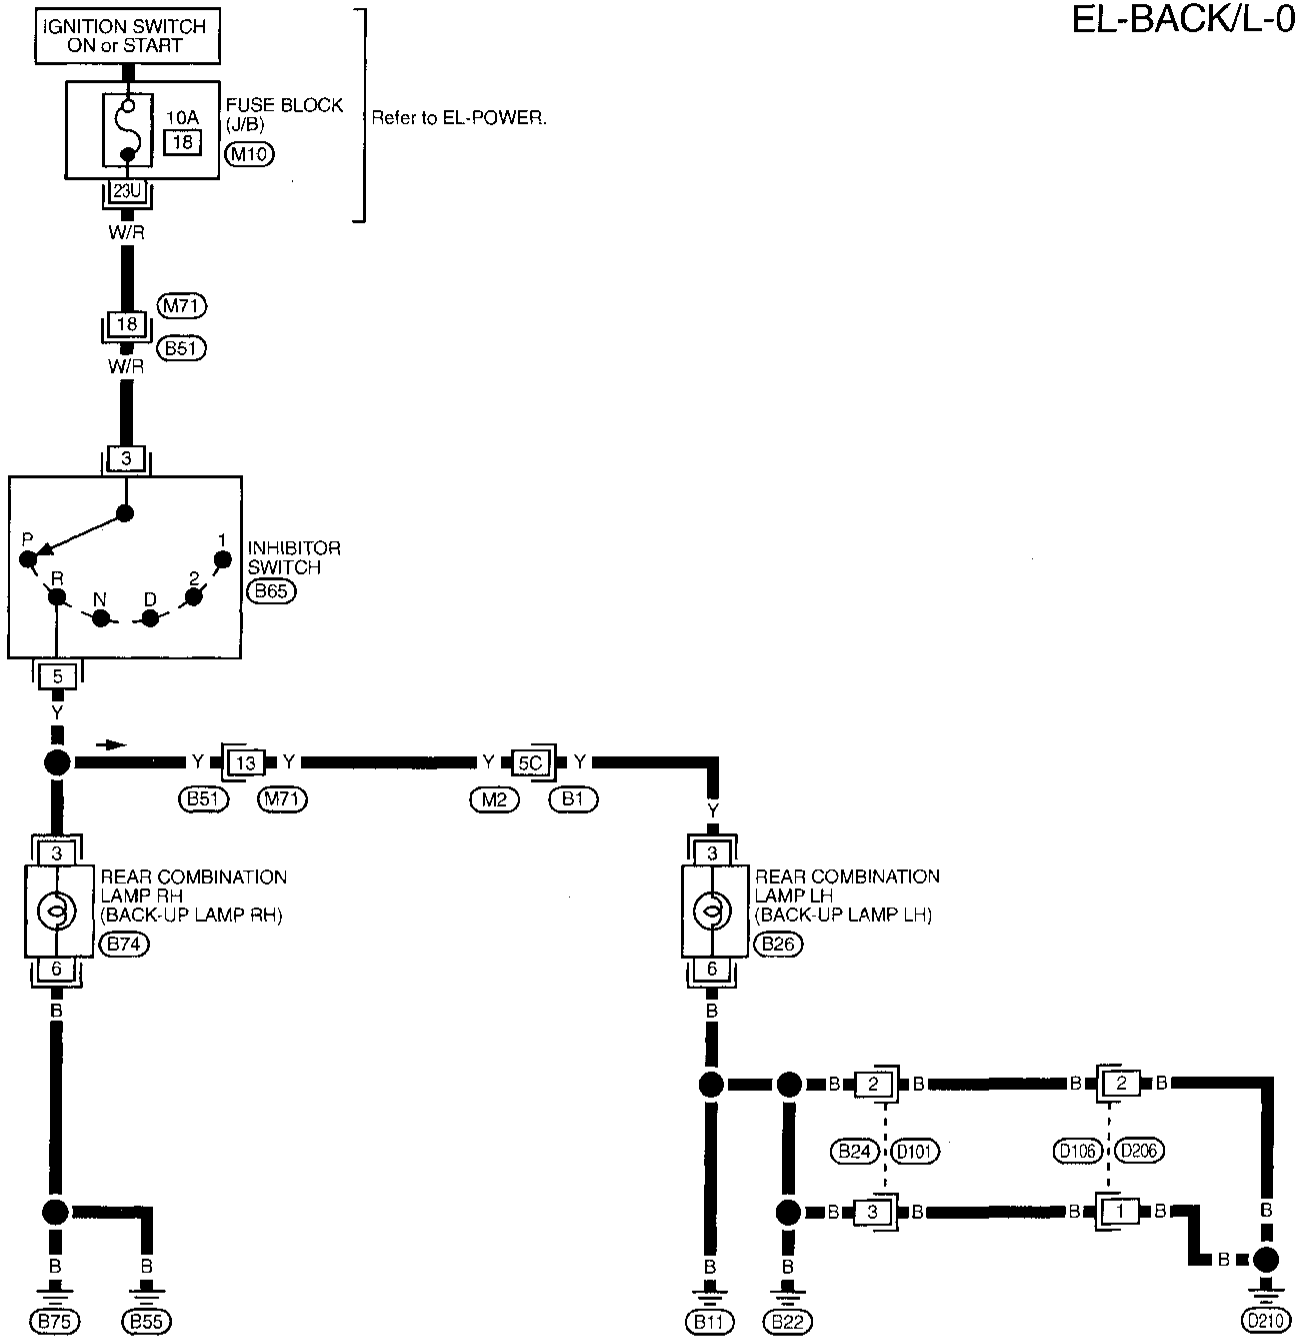 EL-BACK/L-0
IGNITION SWITCH
ON or START
FUSE BLOCK
(J/B)
10A
18
M10
Refer to EL-POWER.
23U
W/R
M71
18
B51
W/R
3
P
1
R
2
N
D
INHIBITOR
SWITCH
B65
5
Y
Y
13
Y
Y
5C
Y
B51
M71
M2
B1
Y
3
REAR COMBINATION
LAMP RH
(BACK-UP LAMP RH)
B74
6
B
3
REAR COMBINATION
LAMP LH
(BACK-UP LAMP LH)
B26
6
B
B
2
B
B
2
B
B24
D101
D106
D206
B
3
B
B
1
B
B
B
B
B
B
B
B
B75
B55
B11
B22
D210